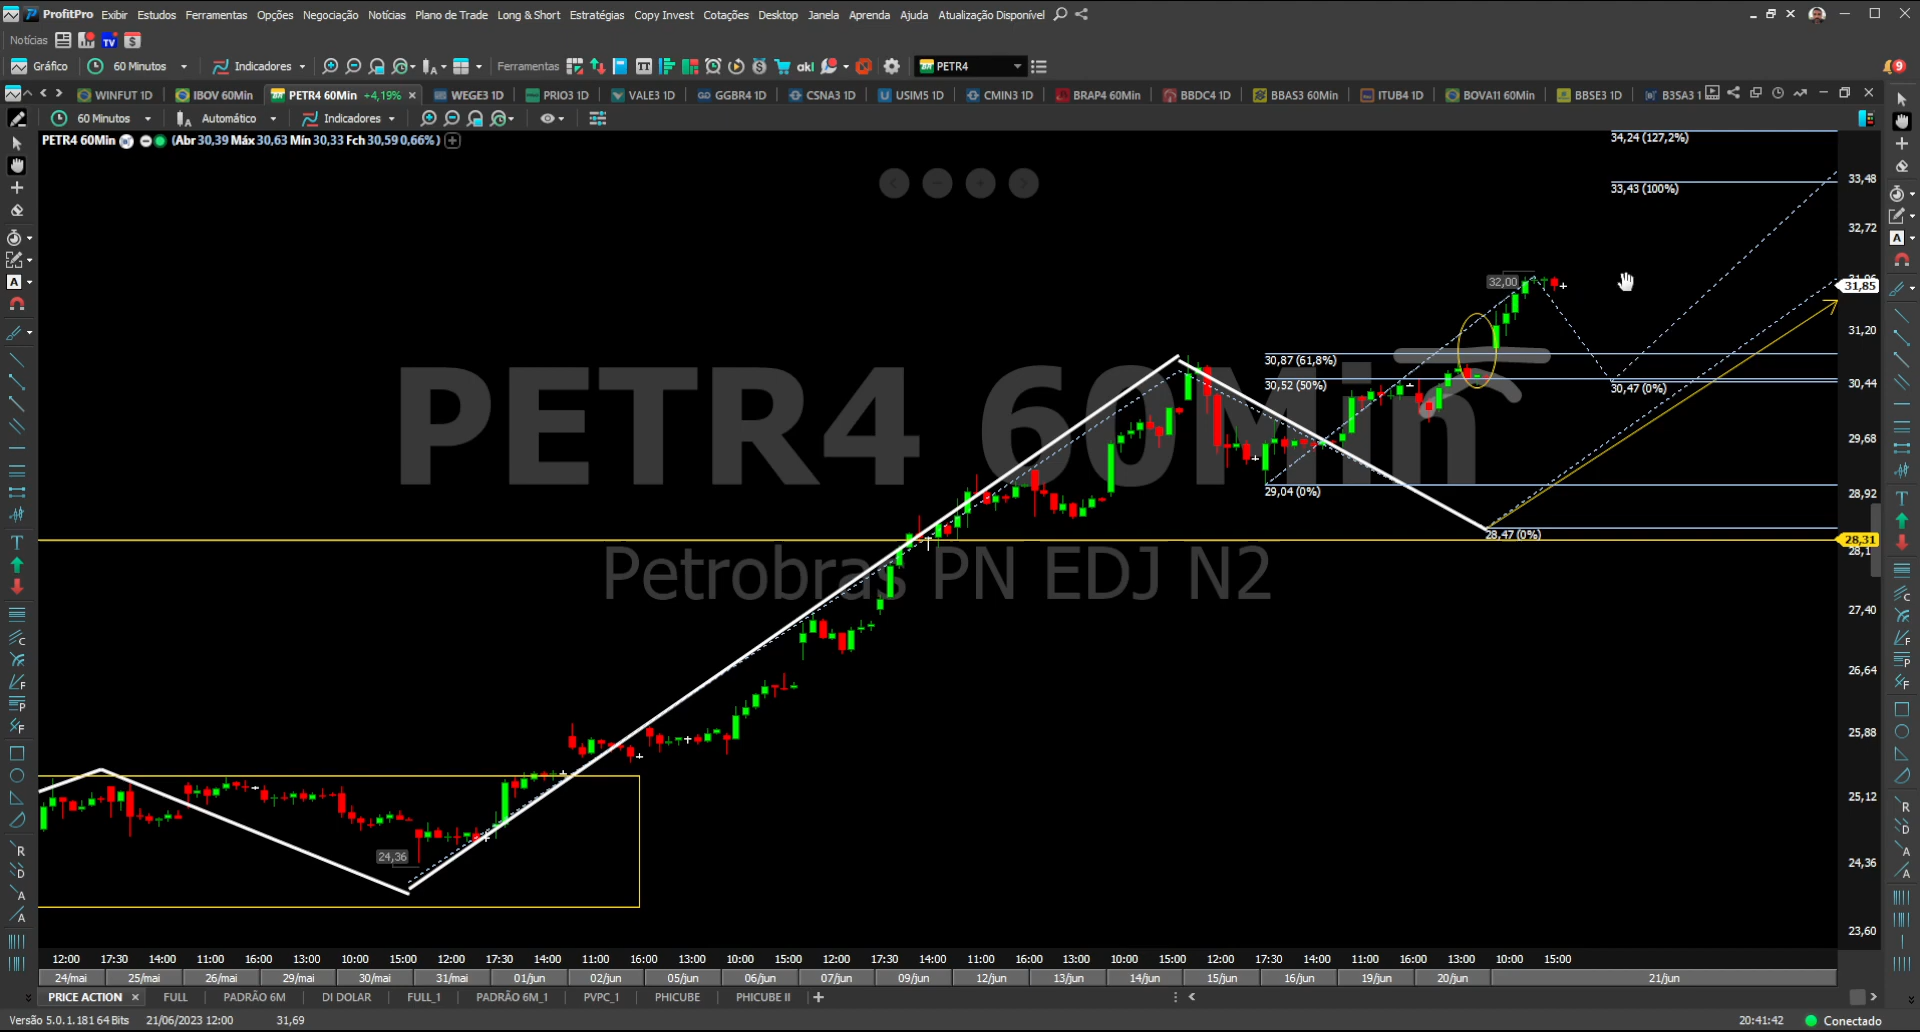 ProfitPro Exibir Estudos Ferramentas Opções Negociação Notícias Plano de Trade Long & Short Estratégias Copy Invest Cotações Desktop Janela Aprenda Ajuda Atualização Disponível
Notícias TV $
Gráfico 60 Minutos Indicadores Ferramentas TT akl PETR4 9
WINFUT 1D IBOV 60Min PETR4 60Min +4,19% WEGE3 1D PRIO3 1D VALE3 1D GGBR4 1D CSNA3 1D USIM5 1D CMIN3 1D BRAP4 60Min BBDC4 1D BBAS3 60Min ITUB4 1D BOVA11 60Min BBSE3 1D B3SA3 1
60 Minutos Automático Indicadores
PETR4 60Min (Abr 30,39 Máx 30,63 Mín 30,33 Fch 30,59 0,66%)
34,24 (127,2%)
33,48
33,43 (100%)
32,72
32,00
31,85
31,20
30,87 (61,8%)
30,52 (50%)
30,47 (0%)
30,44
PETR4 60Min
29,68
29,04 (0%)
28,92
28,47 (0%)
28,31
28,1
Petrobras PN EDJ N2
27,40
26,64
25,88
25,12
24,36
24,36
23,60
12:00 17:30 14:00 11:00 16:00 13:00 10:00 15:00 12:00 17:30 14:00 11:00 16:00 13:00 10:00 15:00 12:00 17:30 14:00 11:00 16:00 13:00 10:00 15:00 12:00 17:30 14:00 11:00 16:00 13:00 10:00 15:00
24/mai 25/mai 26/mai 29/mai 30/mai 31/mai 01/jun 02/jun 05/jun 06/jun 07/jun 09/jun 12/jun 13/jun 14/jun 15/jun 16/jun 19/jun 20/jun 21/jun
PRICE ACTION FULL PADRÃO 6M DI DOLAR FULL_1 PADRÃO 6M_1 PVPC_1 PHICUBE PHICUBE II
Versão 5.0.1.181 64 Bits 21/06/2023 12:00 31,69 20:41:42 Conectado